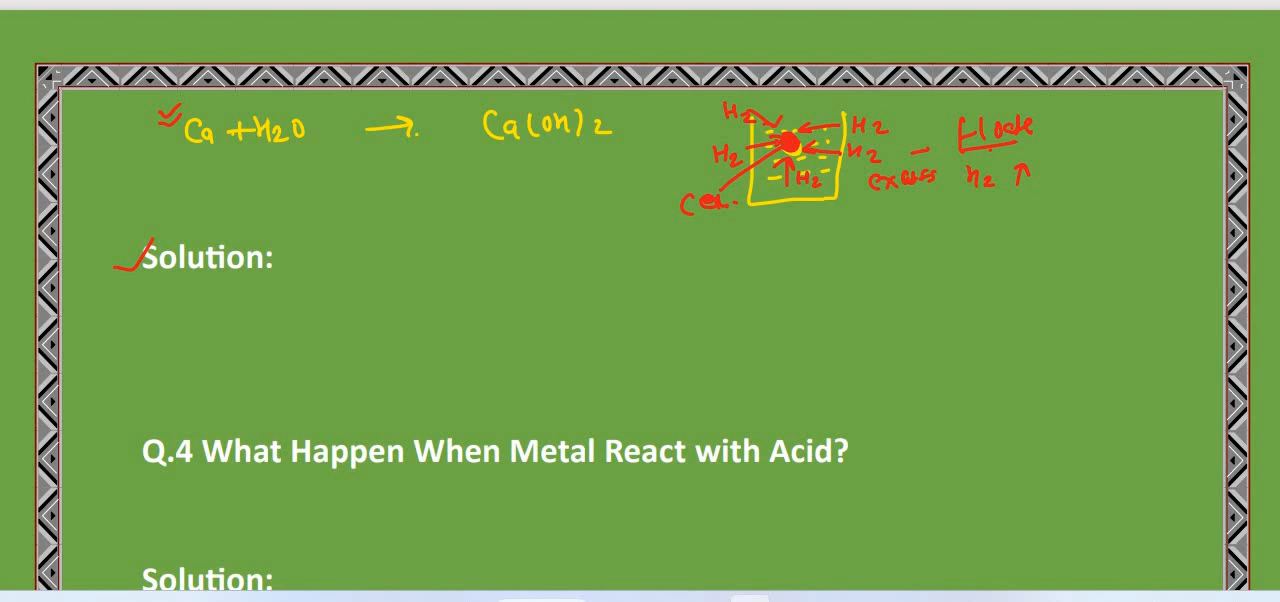 Ca + H2O → Ca(OH)2
H2 H2 Float
H2 H2 excess H2 ↑
H2
Ca
Solution:
Q.4 What Happen When Metal React with Acid?
Solution: